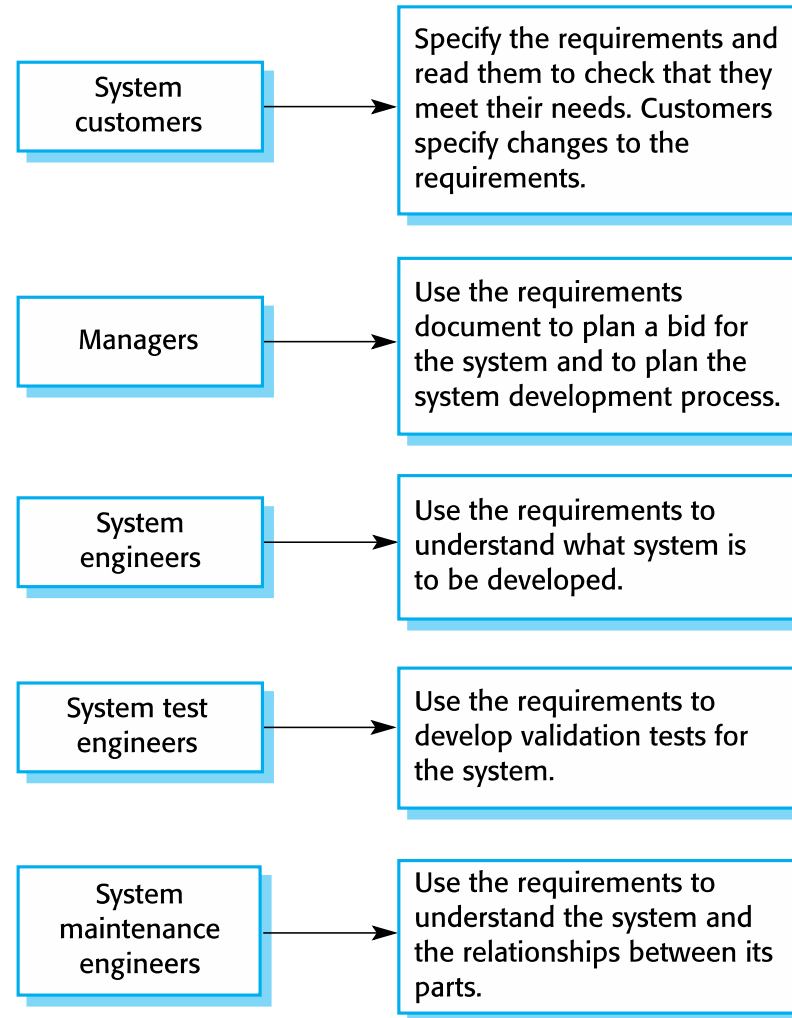 System
customers
Specify the requirements and
read them to check that they
meet their needs. Customers
specify changes to the
requirements.
Managers
Use the requirements
document to plan a bid for
the system and to plan the
system development process.
System
engineers
Use the requirements to
understand what system is
to be developed.
System test
engineers
Use the requirements to
develop validation tests for
the system.
System
maintenance
engineers
Use the requirements to
understand the system and
the relationships between its
parts.